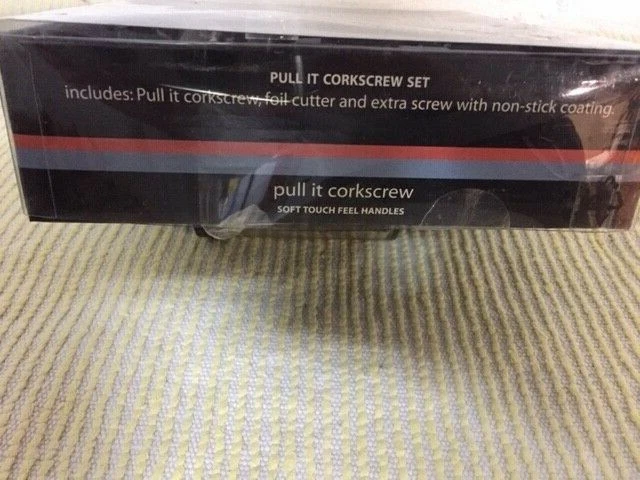 PULL IT CORKSCREW SET
includes: Pull it corkscrew, foil cutter and extra screw with non-stick coating.
pull it corkscrew
SOFT TOUCH FEEL HANDLES